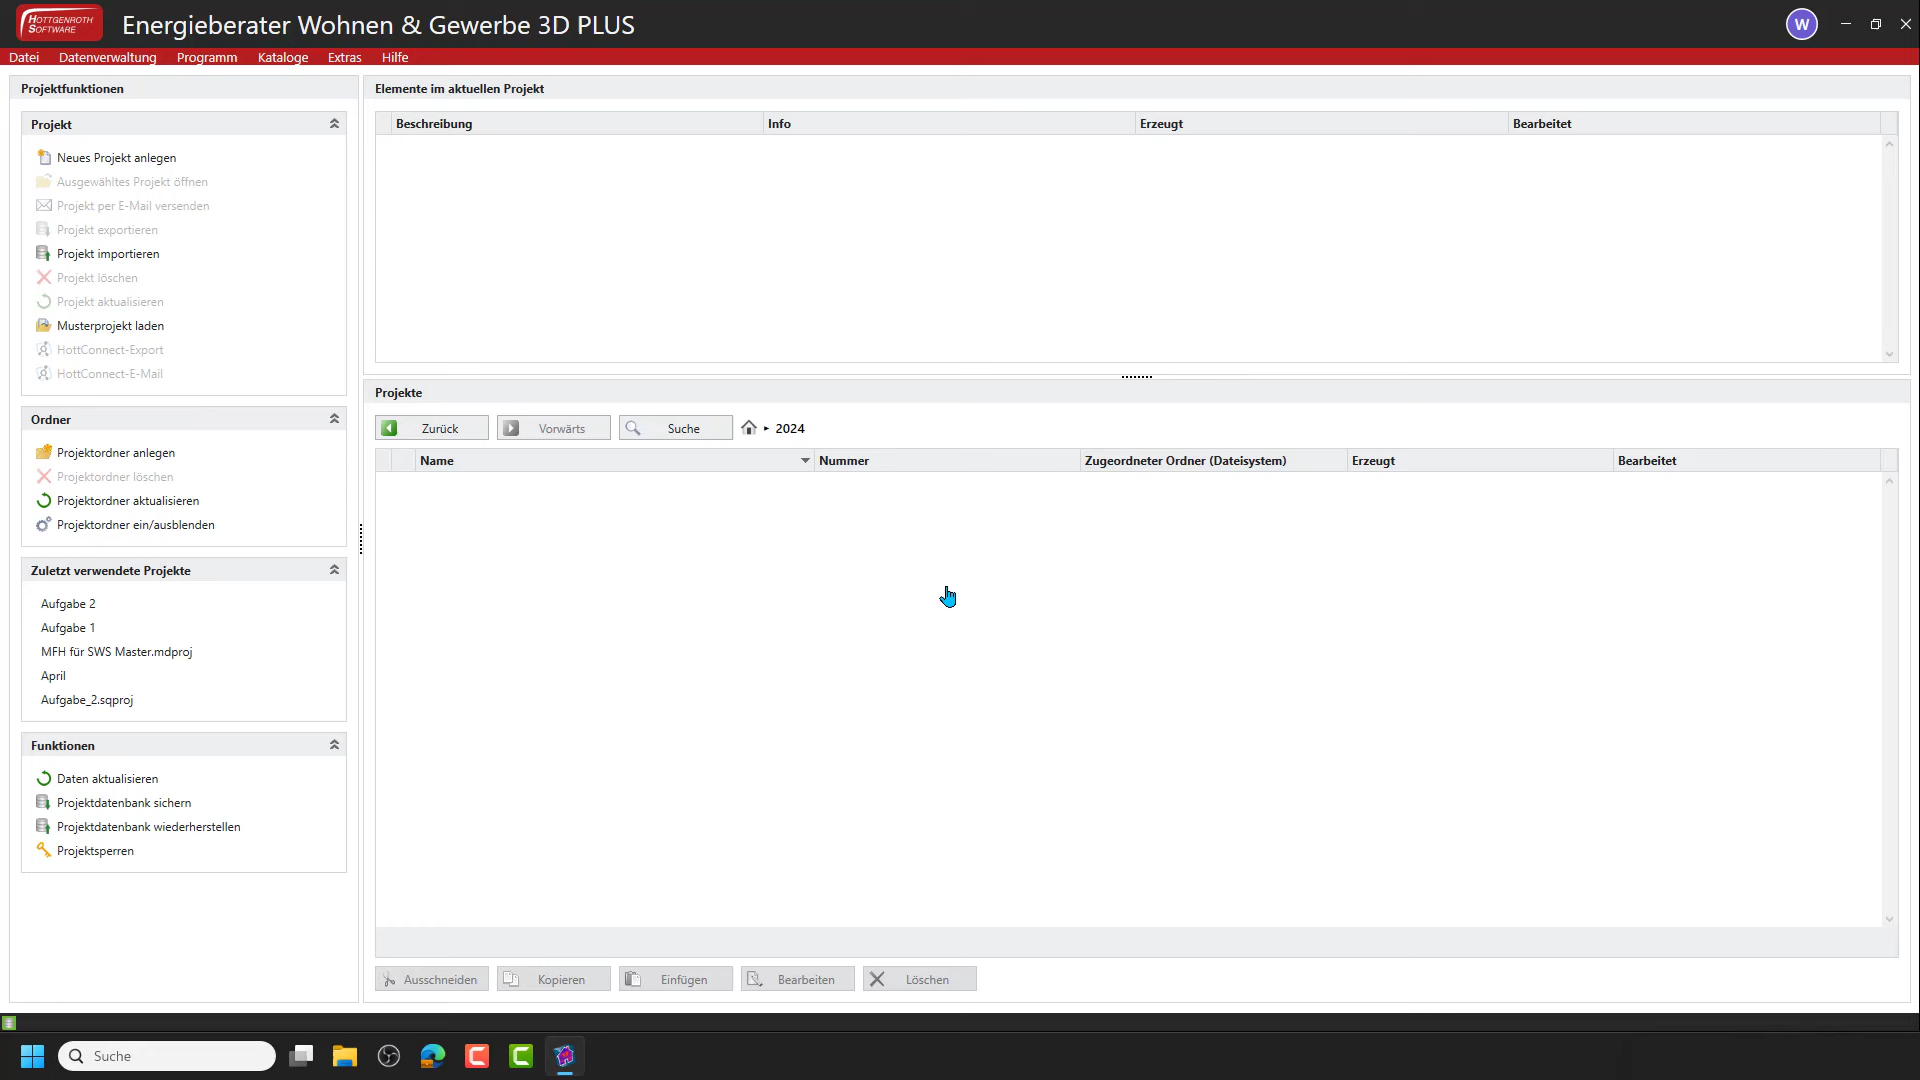 HOTTGENROTH
SOFTWARE
Energieberater Wohnen & Gewerbe 3D PLUS
W
Datei Datenverwaltung Programm Kataloge Extras Hilfe
Projektfunktionen
Projekt
Neues Projekt anlegen
Ausgewähltes Projekt öffnen
Projekt per E-Mail versenden
Projekt exportieren
Projekt importieren
Projekt löschen
Projekt aktualisieren
Musterprojekt laden
HottConnect-Export
HottConnect-E-Mail
Ordner
Projektordner anlegen
Projektordner löschen
Projektordner aktualisieren
Projektordner ein/ausblenden
Zuletzt verwendete Projekte
Aufgabe 2
Aufgabe 1
MFH für SWS Master.mdproj
April
Aufgabe_2.sqproj
Funktionen
Daten aktualisieren
Projektdatenbank sichern
Projektdatenbank wiederherstellen
Projektsperren
Elemente im aktuellen Projekt
Beschreibung Info Erzeugt Bearbeitet
Projekte
Zurück Vorwärts Suche 2024
Name Nummer Zugeordneter Ordner (Dateisystem) Erzeugt Bearbeitet
Ausschneiden Kopieren Einfügen Bearbeiten Löschen
Suche